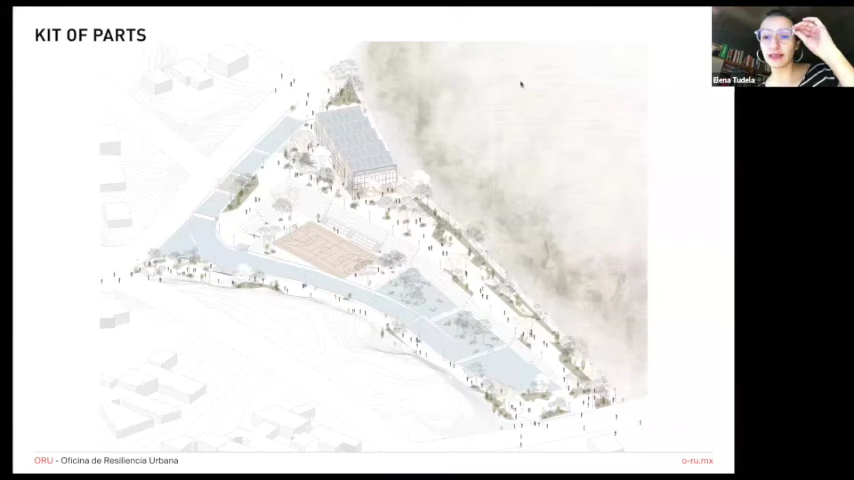 KIT OF PARTS
Elena Tudela
ORU - Oficina de Resiliencia Urbana
o-ru.mx